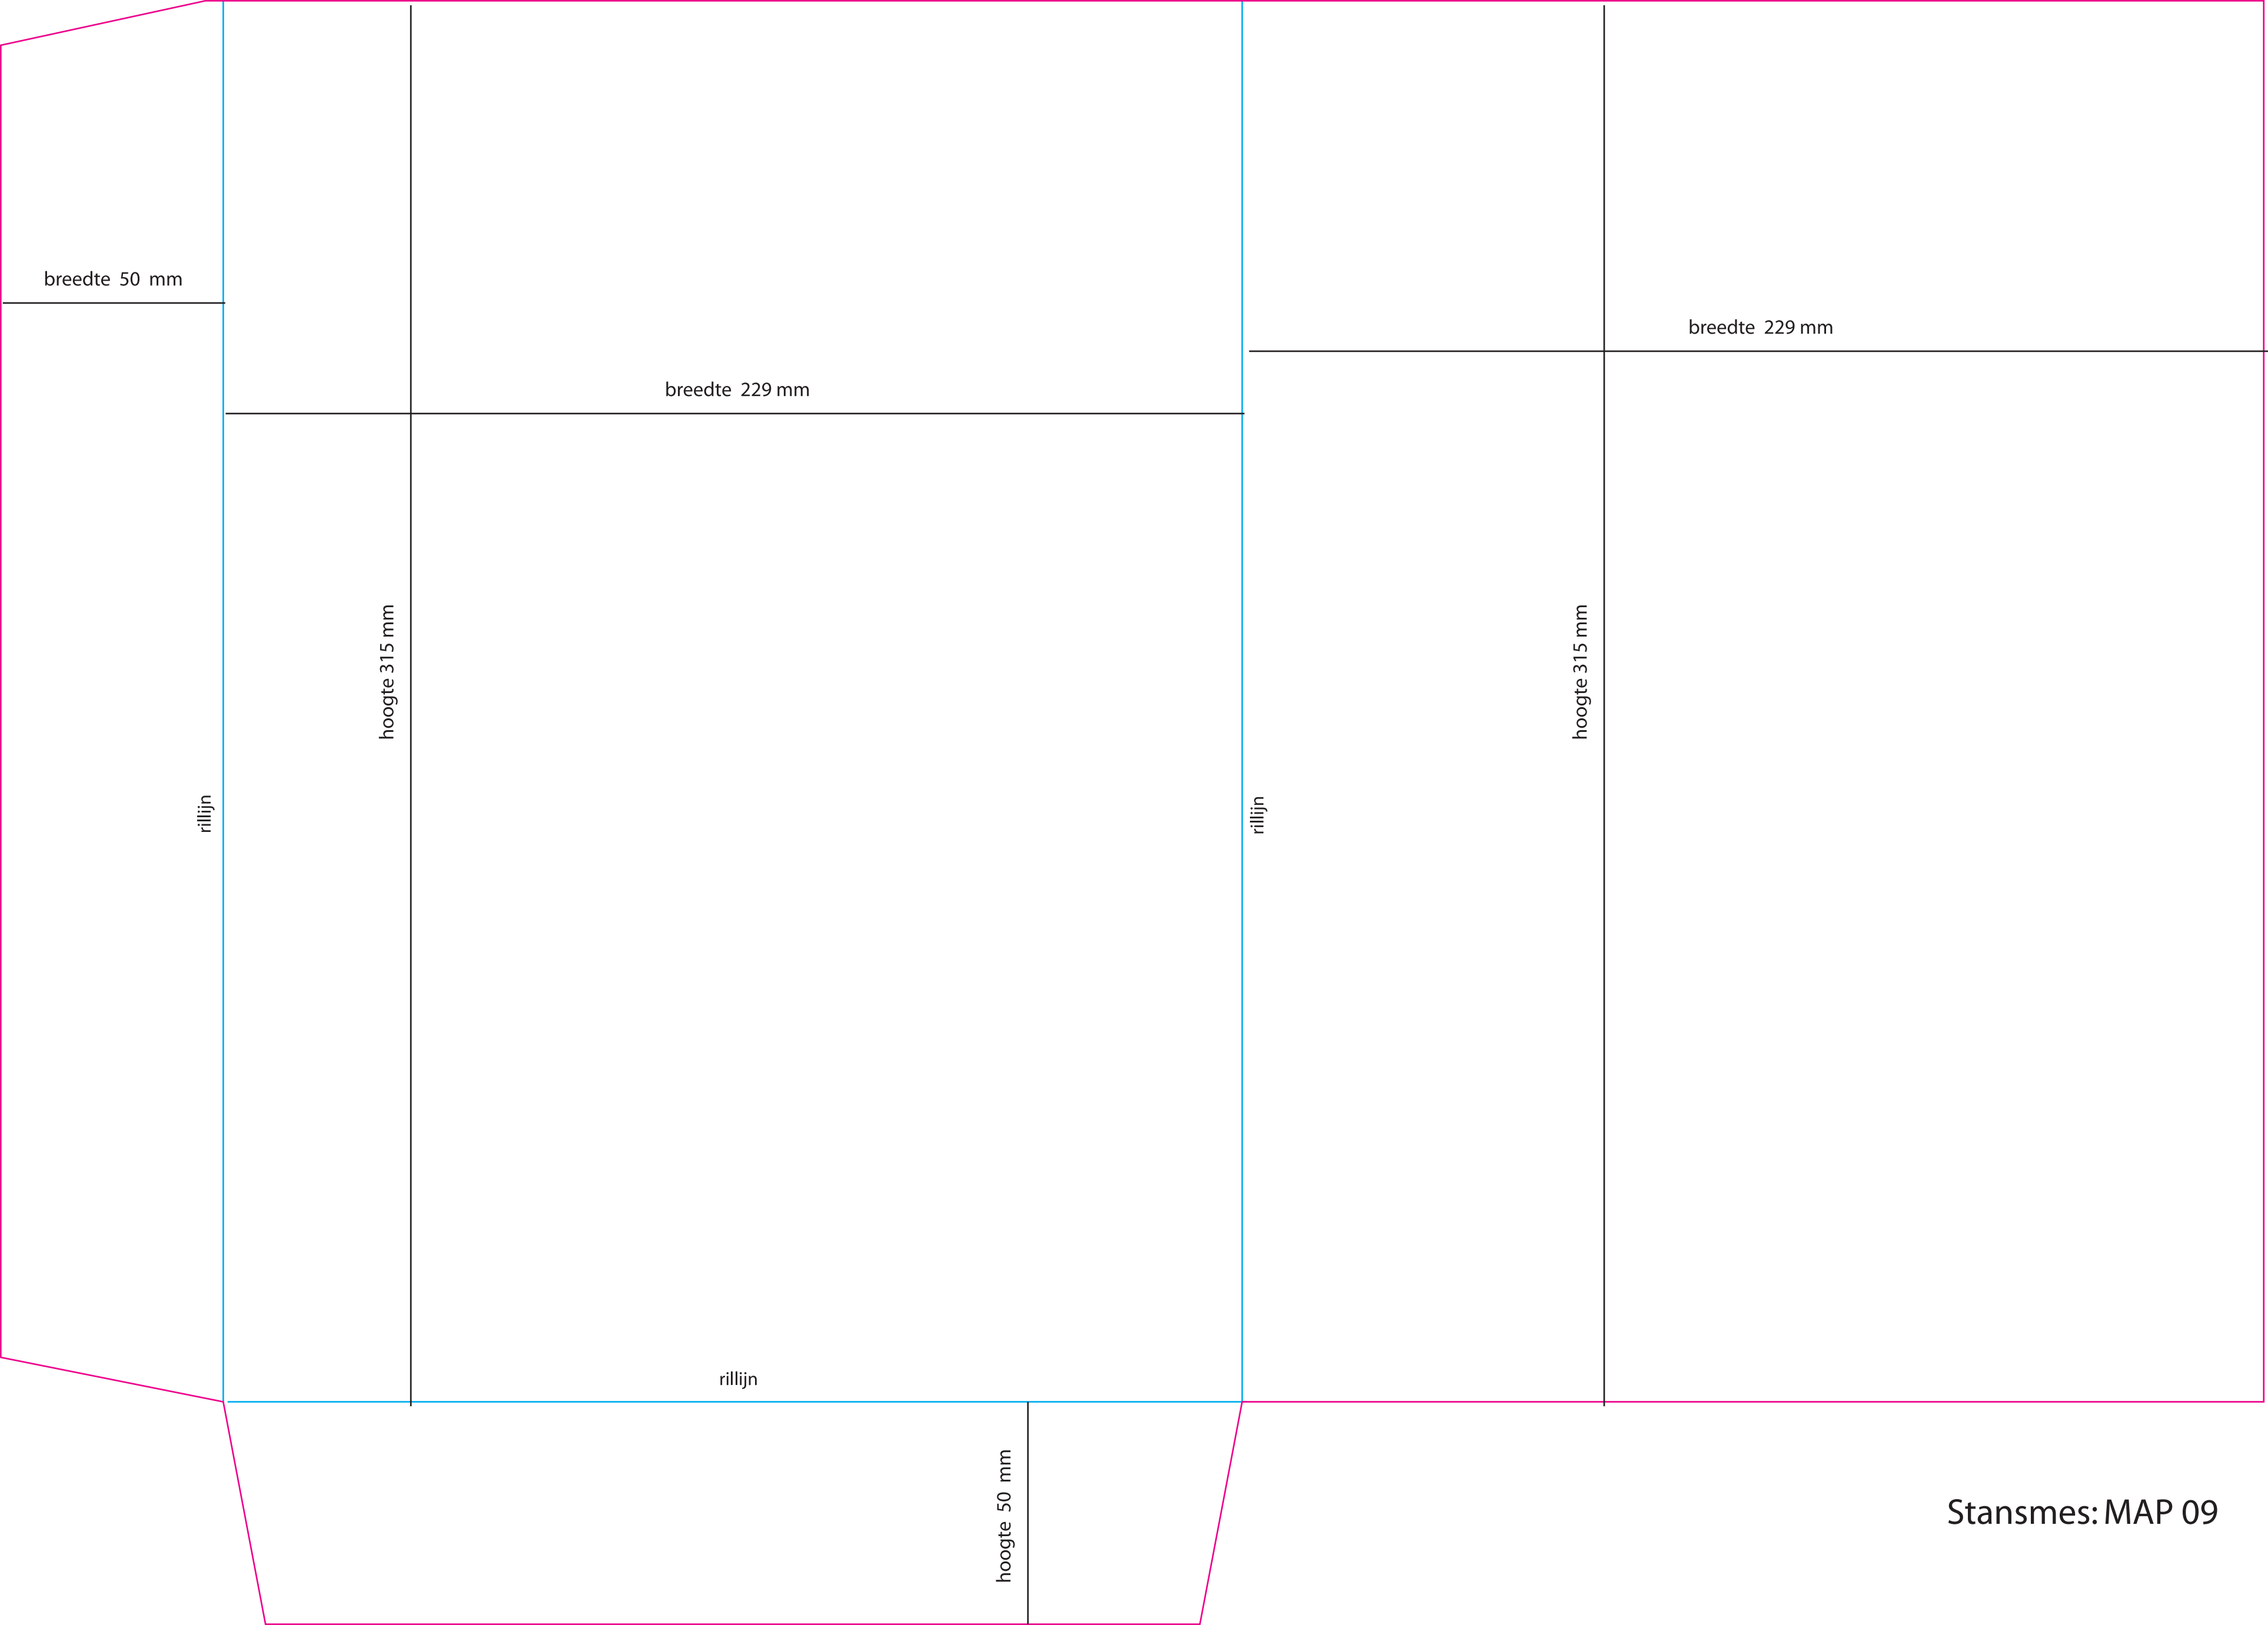 breedte 50 mm
breedte 229 mm
breedte 229 mm
hoogte 315 mm
hoogte 315 mm
rillijn
rillijn
rillijn
hoogte 50 mm
Stansmes: MAP 09